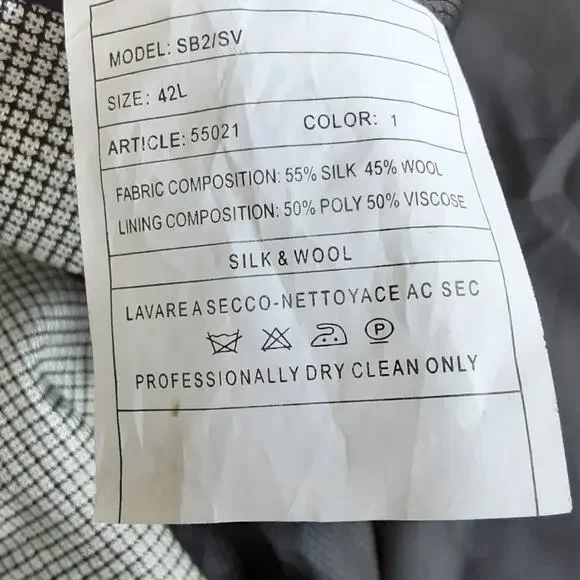 MODEL: SB2/SV
SIZE: 42L
ARTICLE: 55021 COLOR: 1
FABRIC COMPOSITION: 55% SILK 45% WOOL
LINING COMPOSITION: 50% POLY 50% VISCOSE
SILK & WOOL
LAVARE A SECCO-NETTOYACE AC SEC
P
PROFESSIONALLY DRY CLEAN ONLY